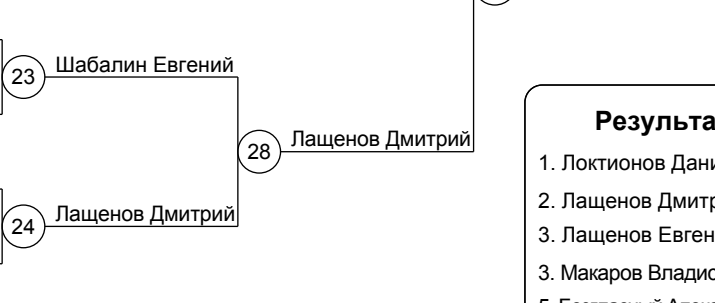 23
Шабалин Евгений
28
Лащенов Дмитрий
24
Лащенов Дмитрий
Результа
1. Локтионов Дани
2. Лащенов Дмитр
3. Лащенов Евген
3. Макаров Владис